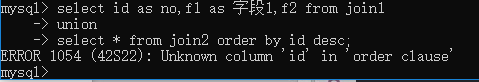 mysql> select id as no,f1 as 字段1,f2 from join1
    -> union
    -> select * from join2 order by id desc;
ERROR 1054 (42S22): Unknown column 'id' in 'order clause'
mysql>